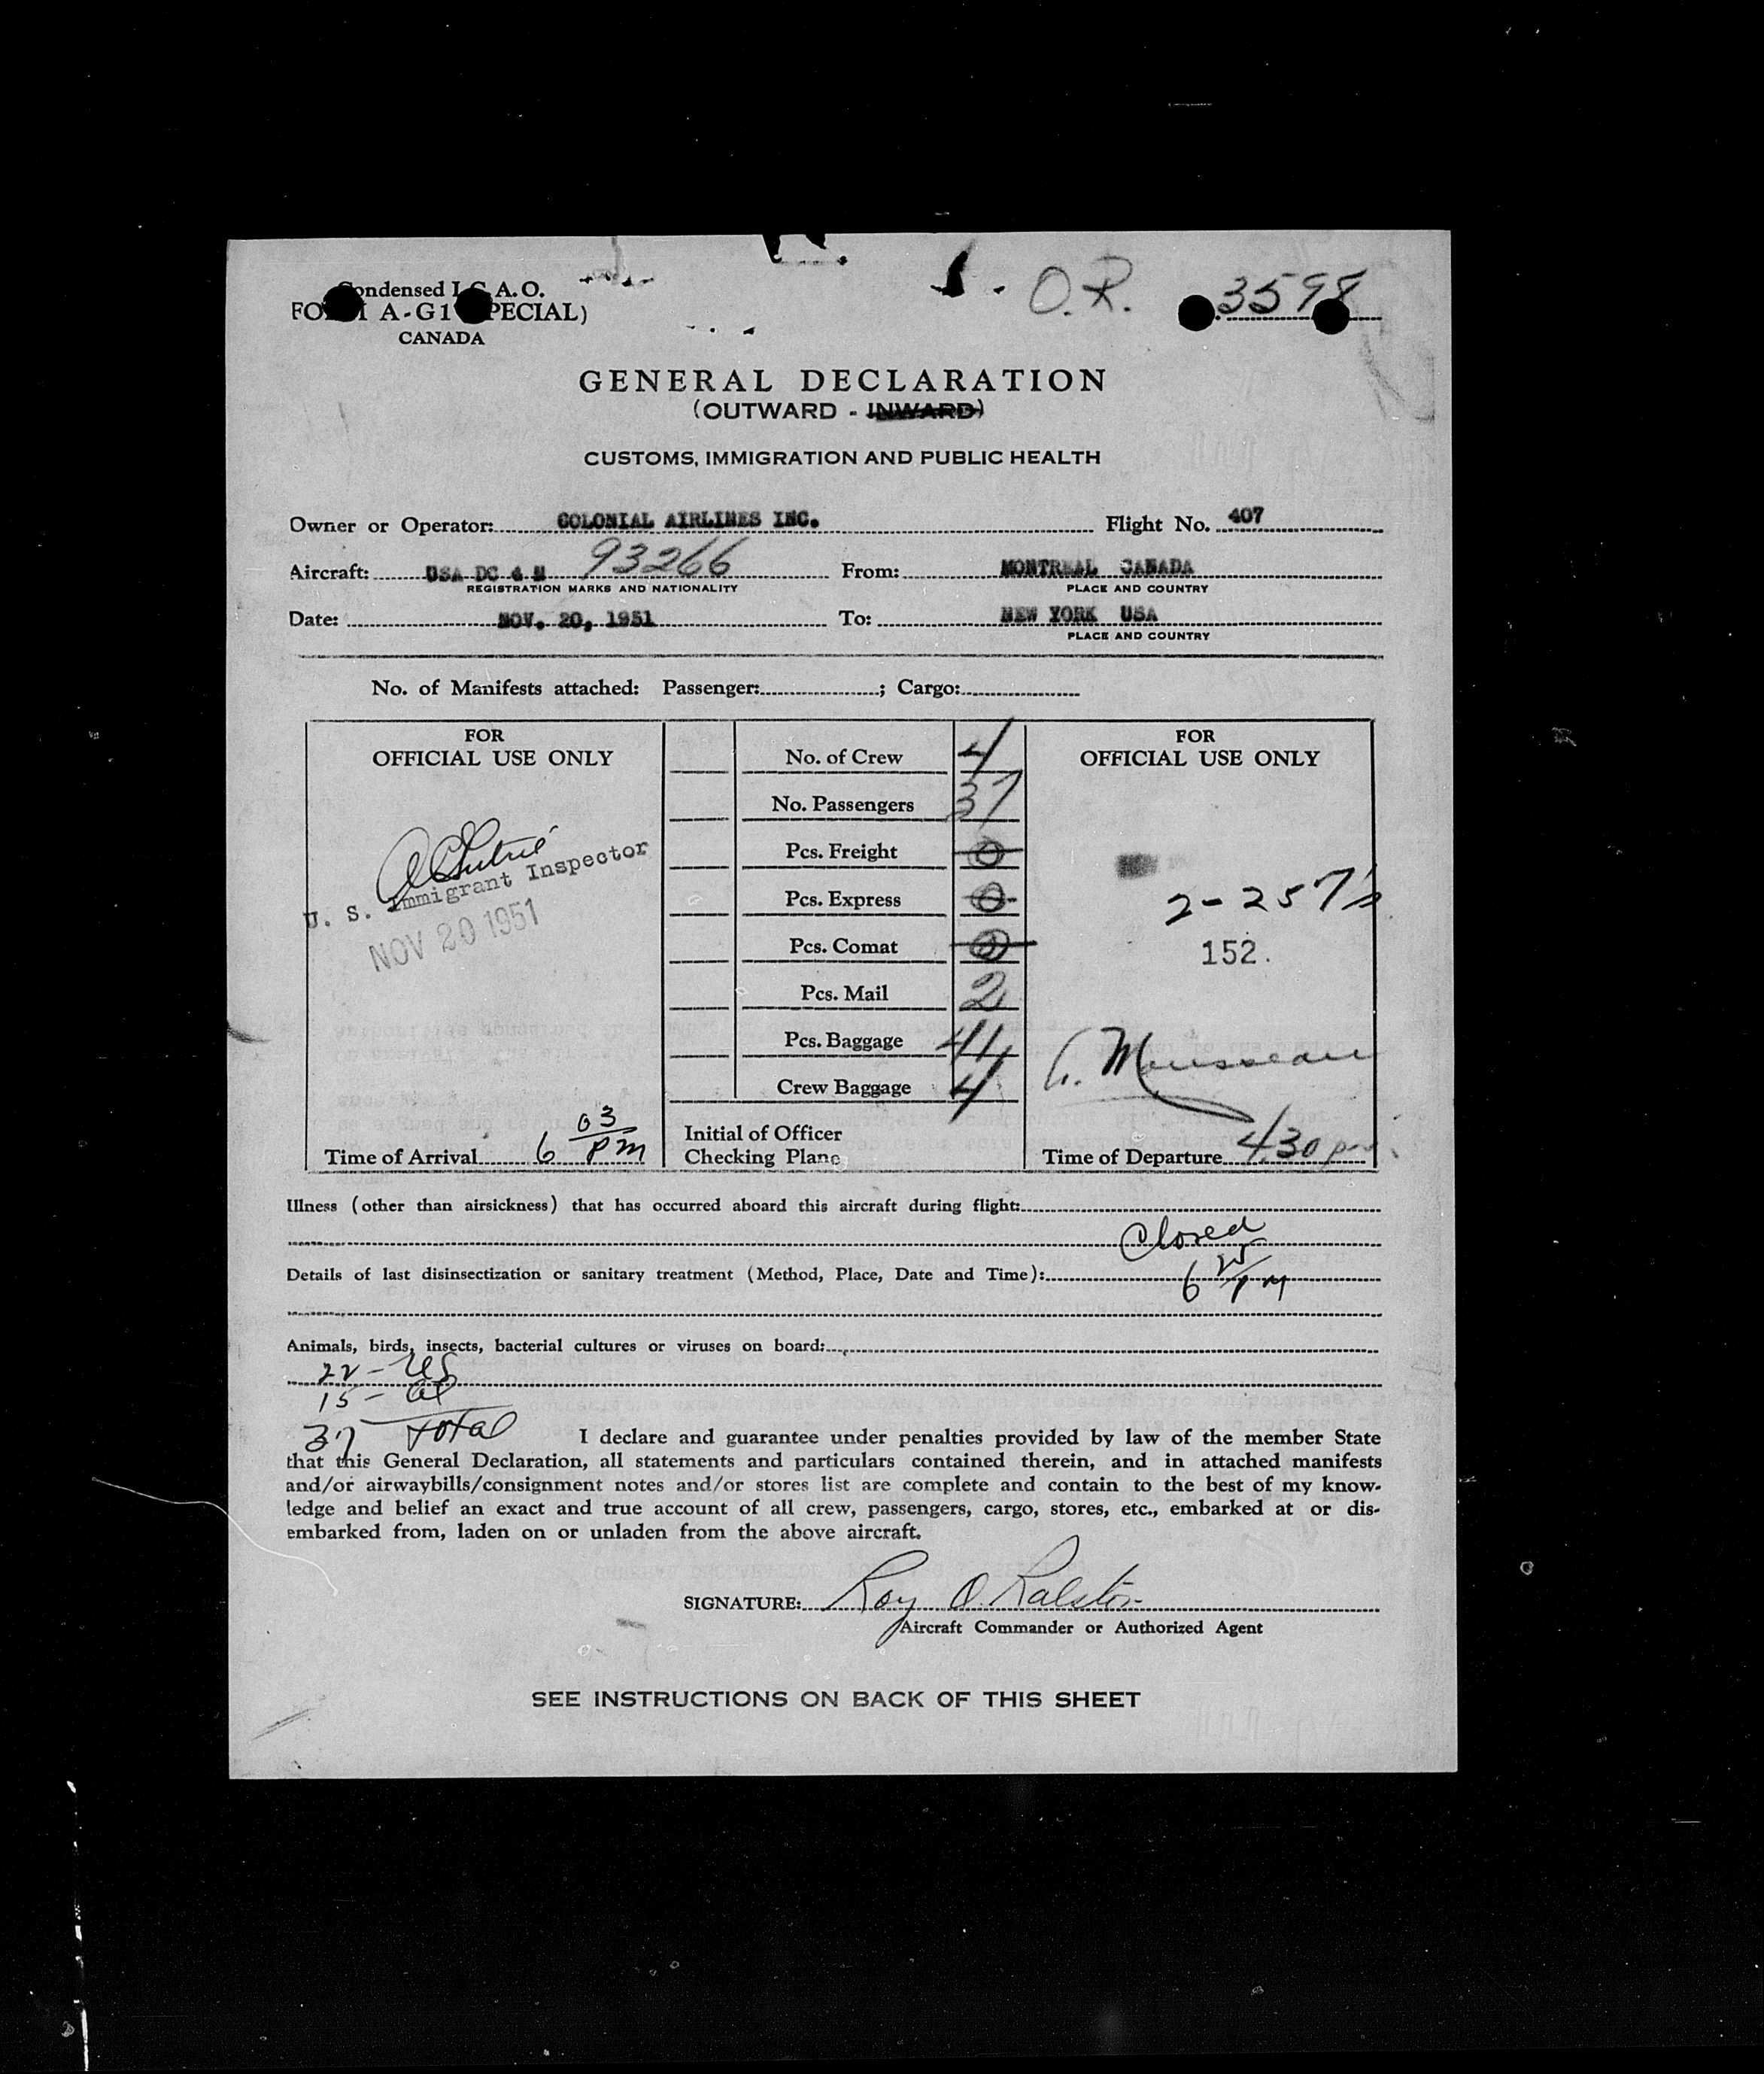 Condensed I.C.A.O.
FORM A-G1 (SPECIAL)
CANADA
O.R.
3598
GENERAL DECLARATION
(OUTWARD - INWARD)
CUSTOMS, IMMIGRATION AND PUBLIC HEALTH
Owner or Operator: COLONIAL AIRLINES INC. Flight No. 407
Aircraft: USA DC 4 N 93266 From: MONTREAL CANADA
REGISTRATION MARKS AND NATIONALITY PLACE AND COUNTRY
Date: NOV. 20, 1951 To: NEW YORK USA
PLACE AND COUNTRY
No. of Manifests attached: Passenger: ; Cargo:
FOR
OFFICIAL USE ONLY
U. S. Immigrant Inspector
NOV 20 1951
Time of Arrival 6 03 PM
No. of Crew 4
No. Passengers 37
Pcs. Freight 0
Pcs. Express 0
Pcs. Comat 0
Pcs. Mail 2
Pcs. Baggage 41
Crew Baggage 4
Initial of Officer
Checking Plane
FOR
OFFICIAL USE ONLY
2-257's
152.
Mousseau
Time of Departure 4.30 pm
Illness (other than airsickness) that has occurred aboard this aircraft during flight:
Closed
Details of last disinsectization or sanitary treatment (Method, Place, Date and Time):
6 25 PM
Animals, birds, insects, bacterial cultures or viruses on board:
22 - US
15 - al
37 total
I declare and guarantee under penalties provided by law of the member State
that this General Declaration, all statements and particulars contained therein, and in attached manifests
and/or airwaybills/consignment notes and/or stores list are complete and contain to the best of my know-
ledge and belief an exact and true account of all crew, passengers, cargo, stores, etc., embarked at or dis-
embarked from, laden on or unladen from the above aircraft.
SIGNATURE: Roy O. Ralston
Aircraft Commander or Authorized Agent
SEE INSTRUCTIONS ON BACK OF THIS SHEET